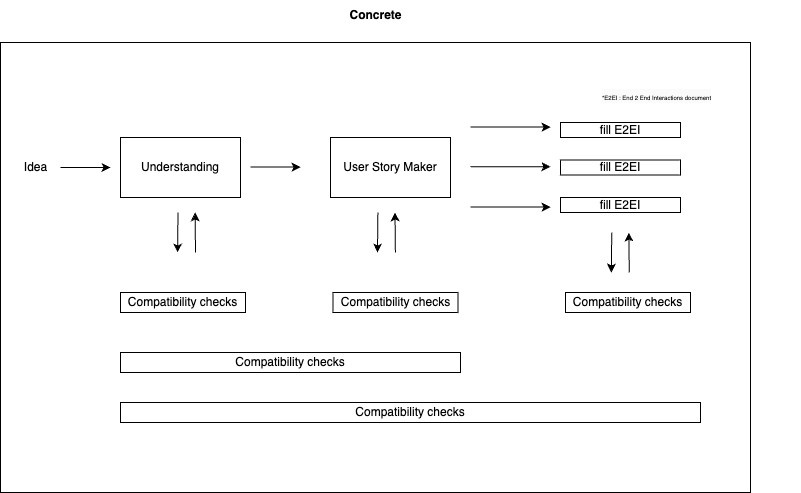 Concrete
*E2EI : End 2 End Interactions document
fill E2EI
Idea
Understanding
User Story Maker
fill E2EI
fill E2EI
Compatibility checks
Compatibility checks
Compatibility checks
Compatibility checks
Compatibility checks